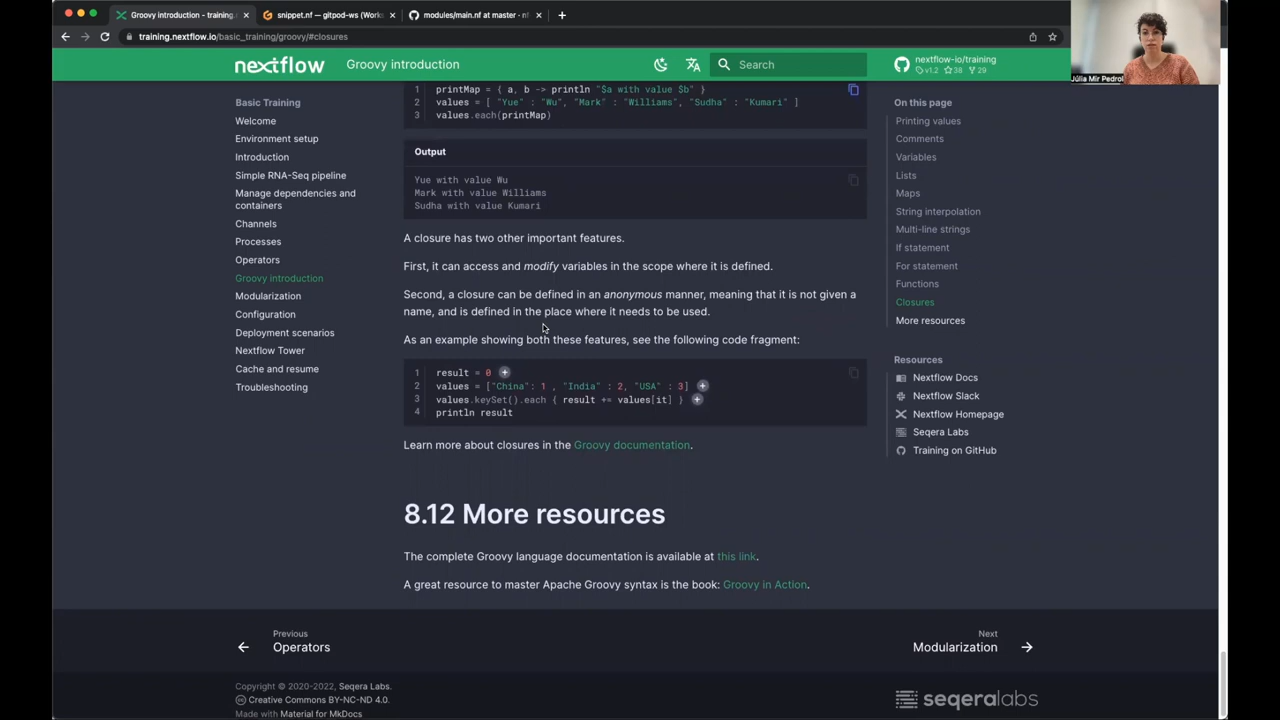 Groovy introduction - training.
snippet.nf — gitpod-ws (Works
modules/main.nf at master · nf
training.nextflow.io/basic_training/groovy/#closures
Júlia Mir Pedrol
nextflow
Groovy introduction
Search
nextflow-io/training
v1.2 38 29
Basic Training
Welcome
Environment setup
Introduction
Simple RNA-Seq pipeline
Manage dependencies and
containers
Channels
Processes
Operators
Groovy introduction
Modularization
Configuration
Deployment scenarios
Nextflow Tower
Cache and resume
Troubleshooting
1 printMap = { a, b -> println "$a with value $b" }
2 values = [ "Yue" : "Wu", "Mark" : "Williams", "Sudha" : "Kumari" ]
3 values.each(printMap)
Output
Yue with value Wu
Mark with value Williams
Sudha with value Kumari
A closure has two other important features.
First, it can access and modify variables in the scope where it is defined.
Second, a closure can be defined in an anonymous manner, meaning that it is not given a
name, and is defined in the place where it needs to be used.
As an example showing both these features, see the following code fragment:
1 result = 0
2 values = ["China": 1 , "India" : 2, "USA" : 3]
3 values.keySet().each { result += values[it] }
4 println result
Learn more about closures in the Groovy documentation.
8.12 More resources
The complete Groovy language documentation is available at this link.
A great resource to master Apache Groovy syntax is the book: Groovy in Action.
On this page
Printing values
Comments
Variables
Lists
Maps
String interpolation
Multi-line strings
If statement
For statement
Functions
Closures
More resources
Resources
Nextflow Docs
Nextflow Slack
Nextflow Homepage
Seqera Labs
Training on GitHub
Previous
Operators
Next
Modularization
Copyright © 2020-2022, Seqera Labs.
Creative Commons BY-NC-ND 4.0.
Made with Material for MkDocs
seqeralabs